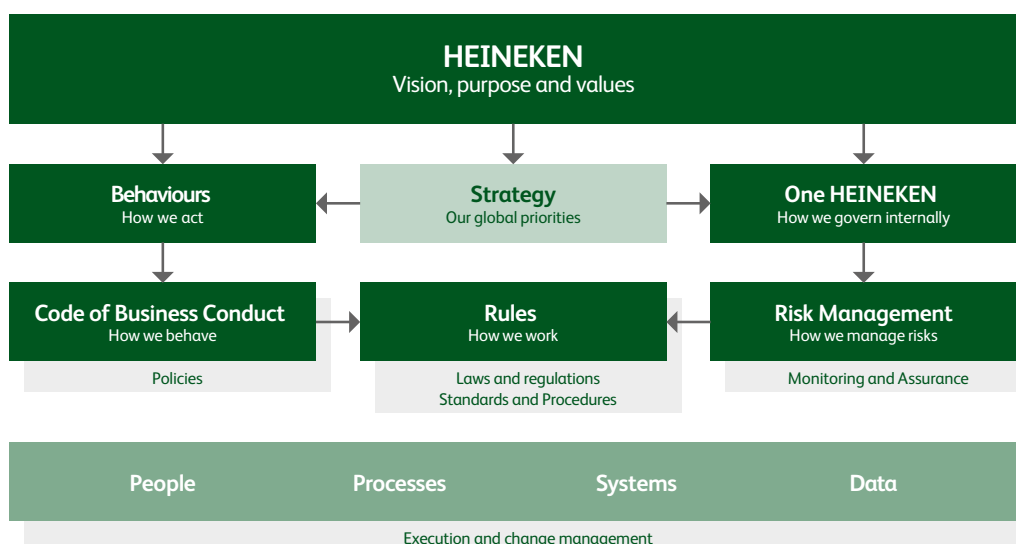 HEINEKEN
Vision, purpose and values
Behaviours
How we act
Strategy
Our global priorities
One HEINEKEN
How we govern internally
Code of Business Conduct
How we behave
Rules
How we work
Risk Management
How we manage risks
Policies
Laws and regulations
Standards and Procedures
Monitoring and Assurance
People
Processes
Systems
Data
Execution and change management